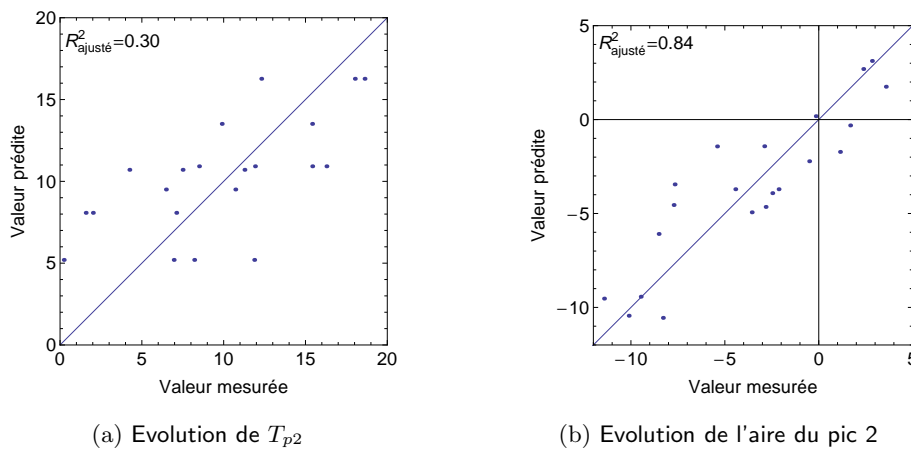 R²ajusté=0.30
20
15
10
5
0
0 5 10 15 20
Valeur prédite
Valeur mesurée
(a) Evolution de Tp2
R²ajusté=0.84
5
0
−5
−10
−10 −5 0 5
Valeur prédite
Valeur mesurée
(b) Evolution de l'aire du pic 2